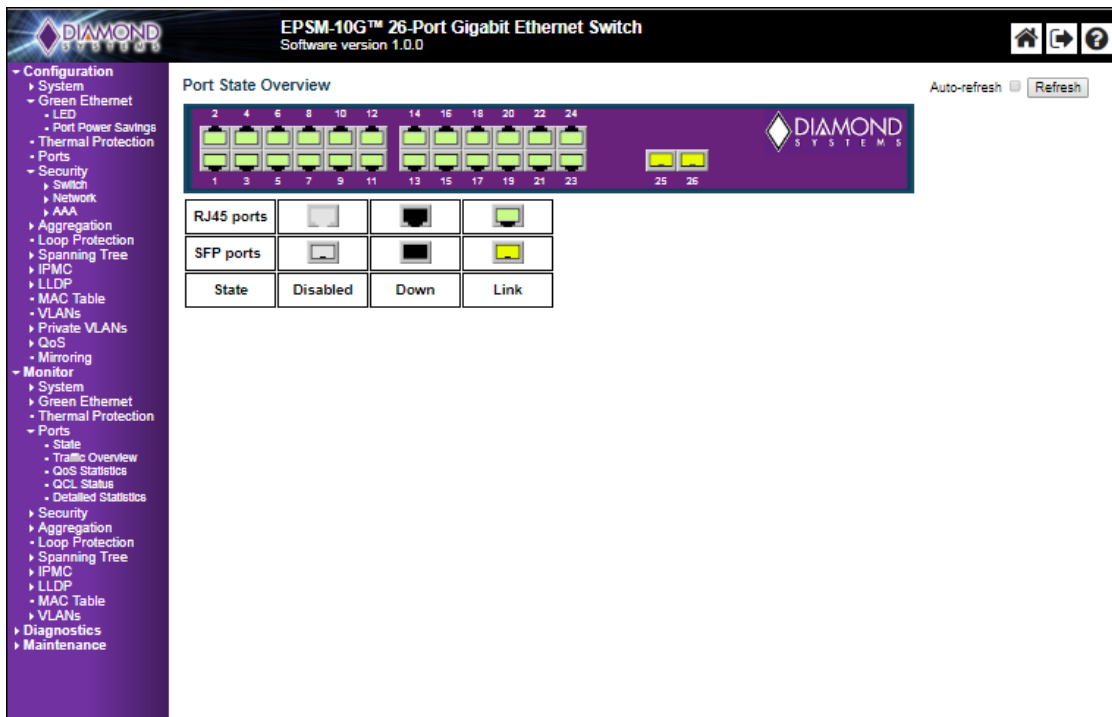 DIAMOND
SYSTEMS
EPSM-10G™ 26-Port Gigabit Ethernet Switch
Software version 1.0.0
Configuration
System
Green Ethernet
LED
Port Power Savings
Thermal Protection
Ports
Security
Switch
Network
AAA
Aggregation
Loop Protection
Spanning Tree
IPMC
LLDP
MAC Table
VLANs
Private VLANs
QoS
Mirroring
Monitor
System
Green Ethernet
Thermal Protection
Ports
State
Traffic Overview
QoS Statistics
QCL Status
Detailed Statistics
Security
Aggregation
Loop Protection
Spanning Tree
IPMC
LLDP
MAC Table
VLANs
Diagnostics
Maintenance
Port State Overview
Auto-refresh Refresh
2 4 6 8 10 12 14 16 18 20 22 24
DIAMOND
SYSTEMS
1 3 5 7 9 11 13 15 17 19 21 23 25 26
RJ45 ports
SFP ports
State Disabled Down Link